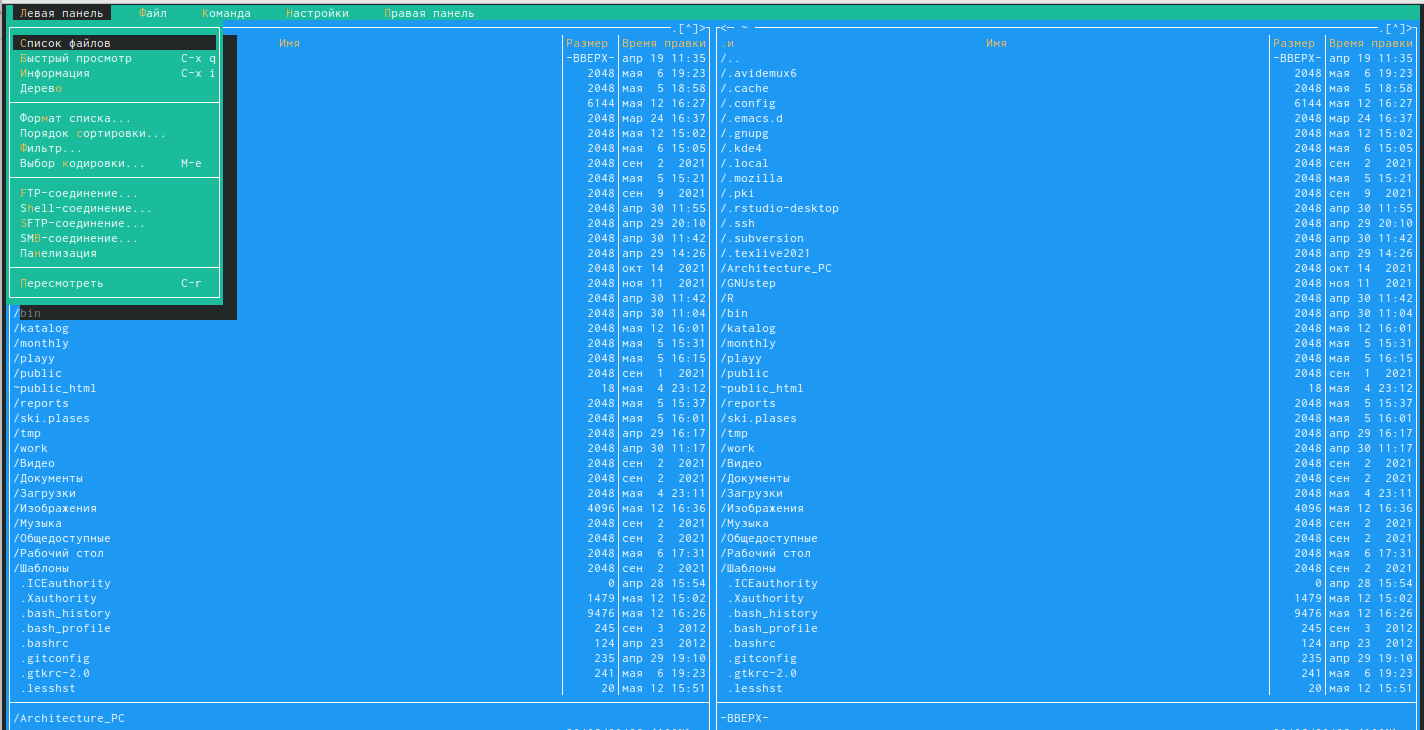 Левая панель Файл Команда Настройки Правая панель
.[^]> <─ ~ .[^]>
Список файлов Имя Размер Время правки .и Имя Размер Время правки
Быстрый просмотр C-x q -ВВЕРХ- апр 19 11:35 /.. -ВВЕРХ- апр 19 11:35
Информация C-x i 2048 мая 6 19:23 /.avidemux6 2048 мая 6 19:23
Дерево 2048 мая 5 18:58 /.cache 2048 мая 5 18:58
6144 мая 12 16:27 /.config 6144 мая 12 16:27
Формат списка... 2048 мар 24 16:37 /.emacs.d 2048 мар 24 16:37
Порядок сортировки... 2048 мая 12 15:02 /.gnupg 2048 мая 12 15:02
Фильтр... 2048 мая 6 15:05 /.kde4 2048 мая 6 15:05
Выбор кодировки... M-e 2048 сен 2 2021 /.local 2048 сен 2 2021
2048 мая 5 15:21 /.mozilla 2048 мая 5 15:21
FTP-соединение... 2048 сен 9 2021 /.pki 2048 сен 9 2021
Shell-соединение... 2048 апр 30 11:55 /.rstudio-desktop 2048 апр 30 11:55
SFTP-соединение... 2048 апр 29 20:10 /.ssh 2048 апр 29 20:10
SMB-соединение... 2048 апр 30 11:42 /.subversion 2048 апр 30 11:42
Панелизация 2048 апр 29 14:26 /.texlive2021 2048 апр 29 14:26
2048 окт 14 2021 /Architecture_PC 2048 окт 14 2021
Пересмотреть C-r 2048 ноя 11 2021 /GNUstep 2048 ноя 11 2021
2048 апр 30 11:42 /R 2048 апр 30 11:42
/bin 2048 апр 30 11:04 /bin 2048 апр 30 11:04
/katalog 2048 мая 12 16:01 /katalog 2048 мая 12 16:01
/monthly 2048 мая 5 15:31 /monthly 2048 мая 5 15:31
/playy 2048 мая 5 16:15 /playy 2048 мая 5 16:15
/public 2048 сен 1 2021 /public 2048 сен 1 2021
~public_html 18 мая 4 23:12 ~public_html 18 мая 4 23:12
/reports 2048 мая 5 15:37 /reports 2048 мая 5 15:37
/ski.plases 2048 мая 5 16:01 /ski.plases 2048 мая 5 16:01
/tmp 2048 апр 29 16:17 /tmp 2048 апр 29 16:17
/work 2048 апр 30 11:17 /work 2048 апр 30 11:17
/Видео 2048 сен 2 2021 /Видео 2048 сен 2 2021
/Документы 2048 сен 2 2021 /Документы 2048 сен 2 2021
/Загрузки 2048 мая 4 23:11 /Загрузки 2048 мая 4 23:11
/Изображения 4096 мая 12 16:36 /Изображения 4096 мая 12 16:36
/Музыка 2048 сен 2 2021 /Музыка 2048 сен 2 2021
/Общедоступные 2048 сен 2 2021 /Общедоступные 2048 сен 2 2021
/Рабочий стол 2048 мая 6 17:31 /Рабочий стол 2048 мая 6 17:31
/Шаблоны 2048 сен 2 2021 /Шаблоны 2048 сен 2 2021
.ICEauthority 0 апр 28 15:54 .ICEauthority 0 апр 28 15:54
.Xauthority 1479 мая 12 15:02 .Xauthority 1479 мая 12 15:02
.bash_history 9476 мая 12 16:26 .bash_history 9476 мая 12 16:26
.bash_profile 245 сен 3 2012 .bash_profile 245 сен 3 2012
.bashrc 124 апр 23 2012 .bashrc 124 апр 23 2012
.gitconfig 235 апр 29 19:10 .gitconfig 235 апр 29 19:10
.gtkrc-2.0 241 мая 6 19:23 .gtkrc-2.0 241 мая 6 19:23
.lesshst 20 мая 12 15:51 .lesshst 20 мая 12 15:51
/Architecture_PC -ВВЕРХ-